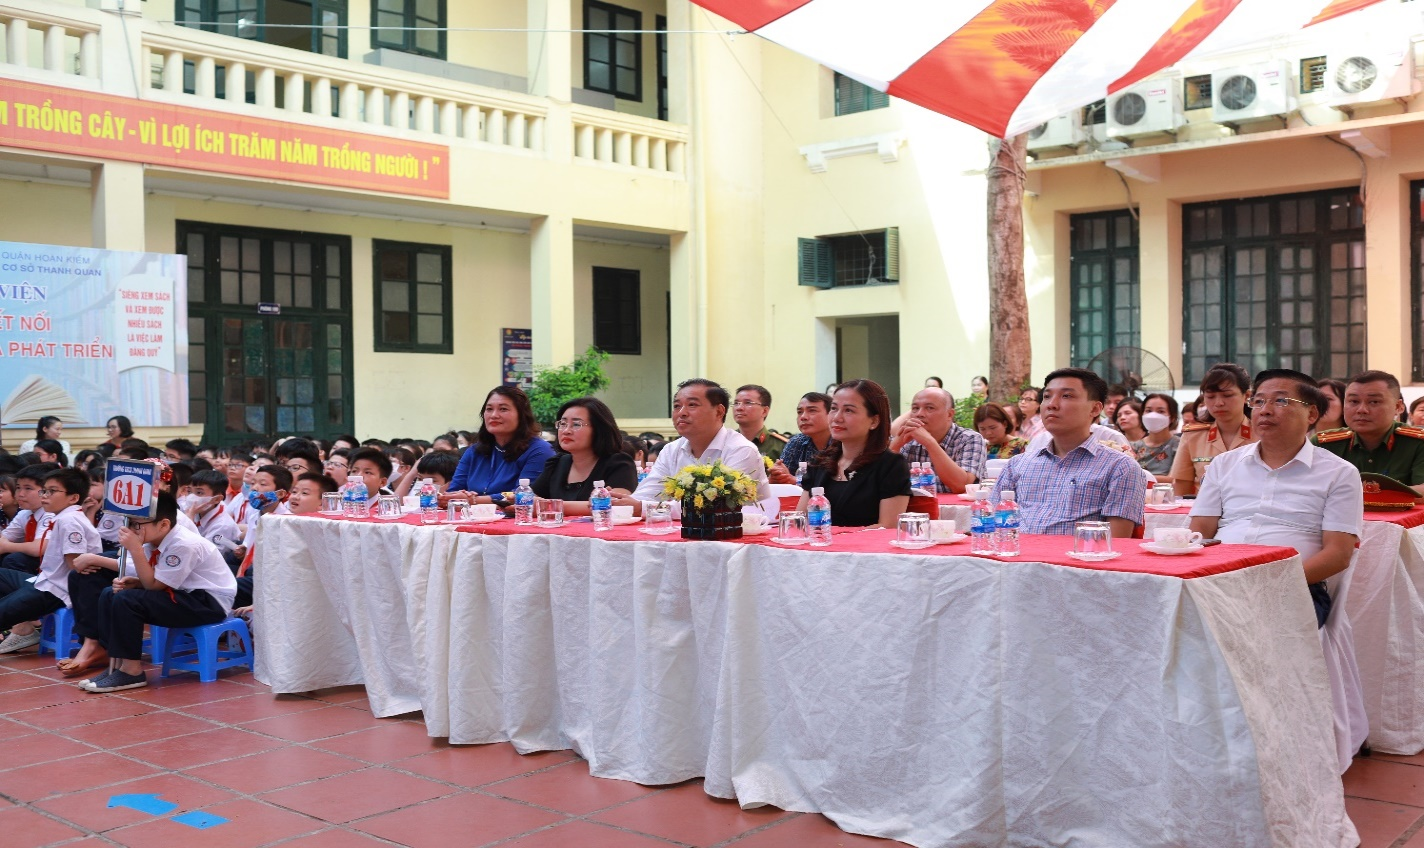 M TRỒNG CÂY - VÌ LỢI ÍCH TRĂM NĂM TRỒNG NGƯỜI ! "
QUẬN HOÀN KIẾM
CƠ SỞ THANH QUAN
VIỆN
ẾT NỐI
PHÁT TRIỂN
"SIÊNG XEM SÁCH
VÀ XEM ĐƯỢC
NHIỀU SÁCH
LÀ VIỆC LÀM
ĐÁNG QUÝ"
6A1